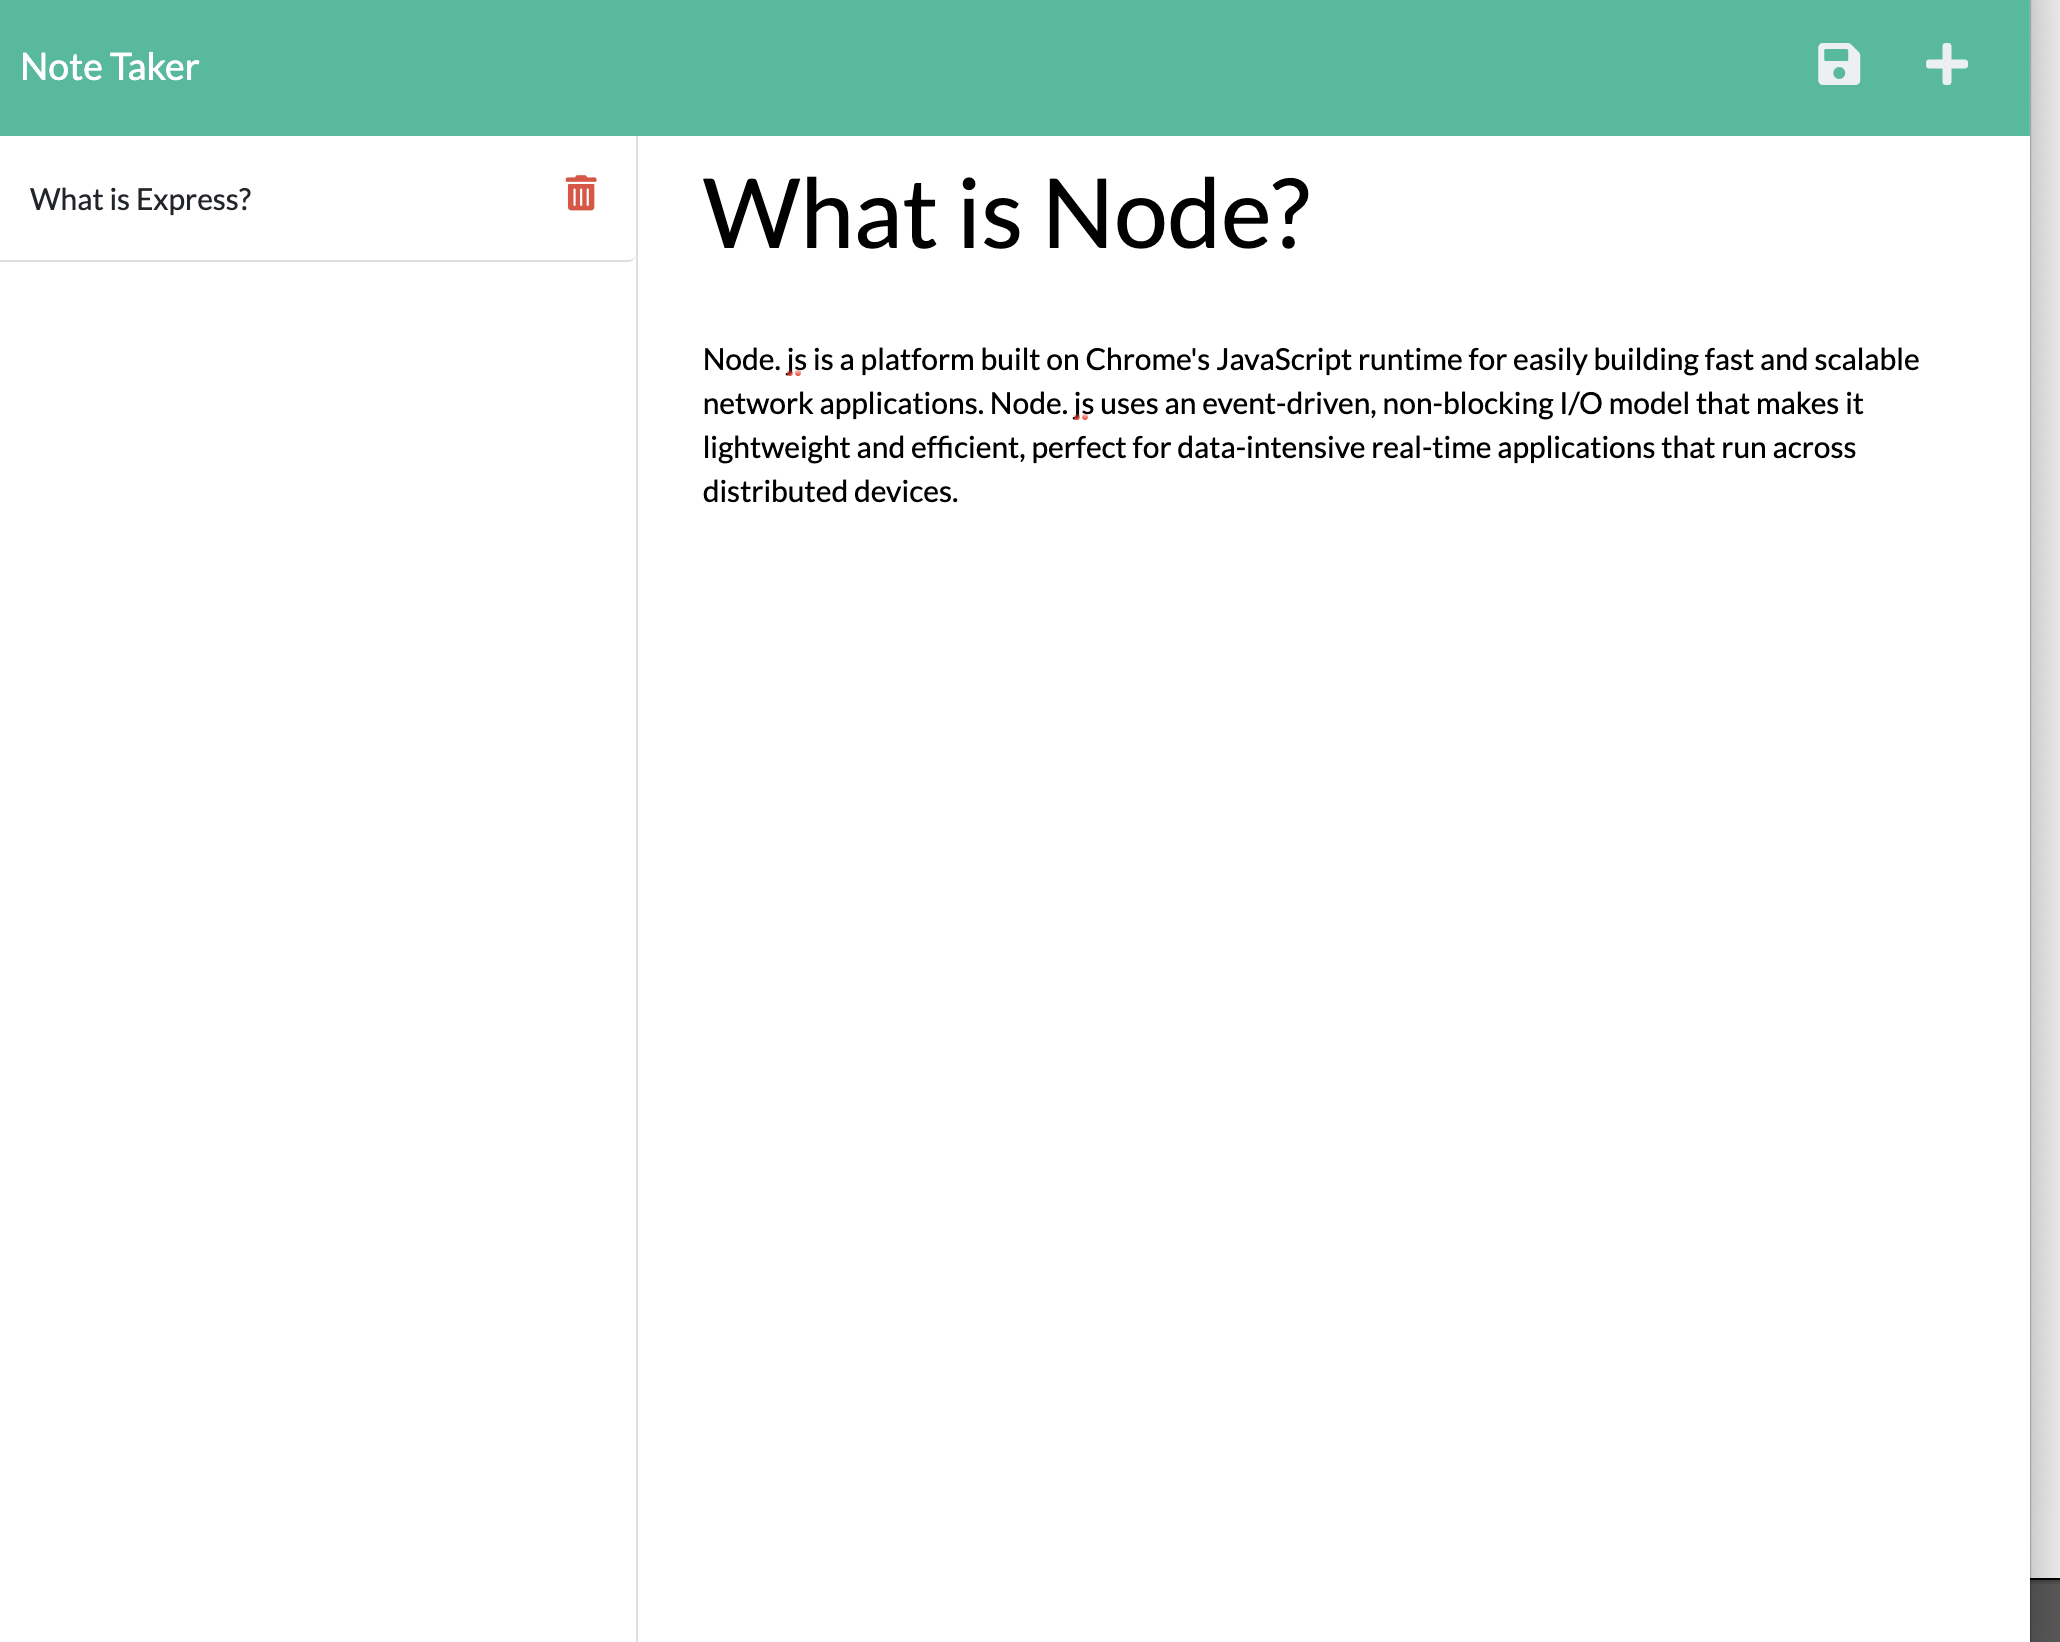 Note Taker
What is Express?
What is Node?
Node. js is a platform built on Chrome's JavaScript runtime for easily building fast and scalable
network applications. Node. js uses an event-driven, non-blocking I/O model that makes it
lightweight and efficient, perfect for data-intensive real-time applications that run across
distributed devices.